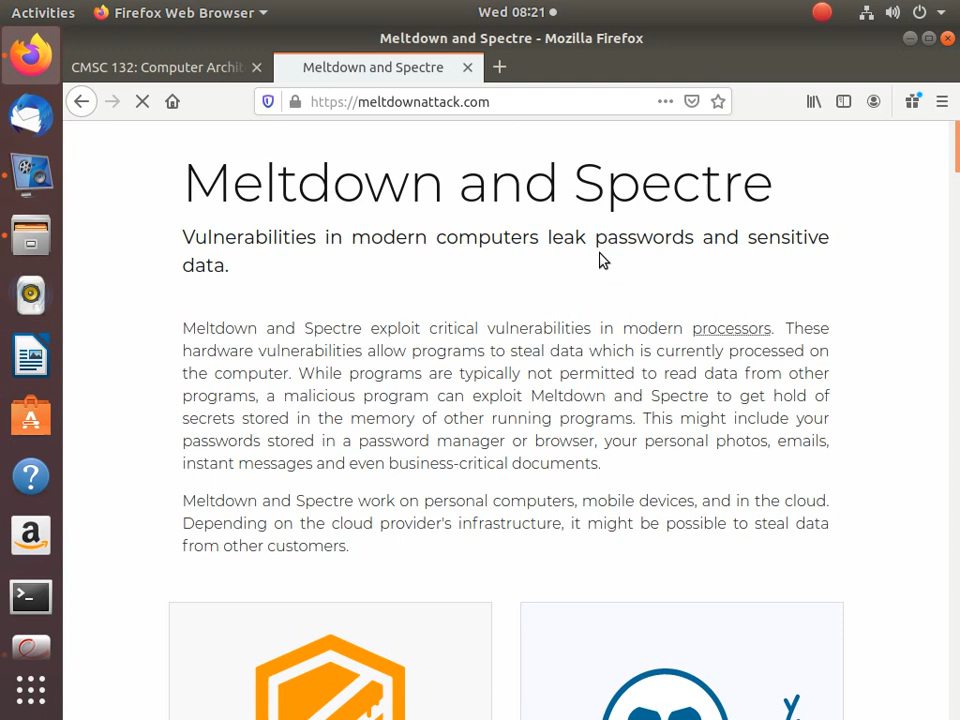 Activities Firefox Web Browser Wed 08:21
Meltdown and Spectre - Mozilla Firefox
CMSC 132: Computer Archit Meltdown and Spectre
https://meltdownattack.com
Meltdown and Spectre
Vulnerabilities in modern computers leak passwords and sensitive
data.
Meltdown and Spectre exploit critical vulnerabilities in modern processors. These
hardware vulnerabilities allow programs to steal data which is currently processed on
the computer. While programs are typically not permitted to read data from other
programs, a malicious program can exploit Meltdown and Spectre to get hold of
secrets stored in the memory of other running programs. This might include your
passwords stored in a password manager or browser, your personal photos, emails,
instant messages and even business-critical documents.
Meltdown and Spectre work on personal computers, mobile devices, and in the cloud.
Depending on the cloud provider's infrastructure, it might be possible to steal data
from other customers.